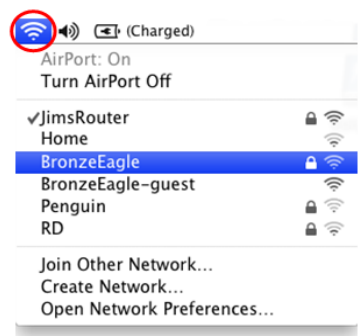 (Charged)
AirPort: On
Turn AirPort Off
✓JimsRouter
Home
BronzeEagle
BronzeEagle-guest
Penguin
RD
Join Other Network...
Create Network...
Open Network Preferences...